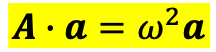 𝑨 · 𝒂 = 𝜔²𝒂